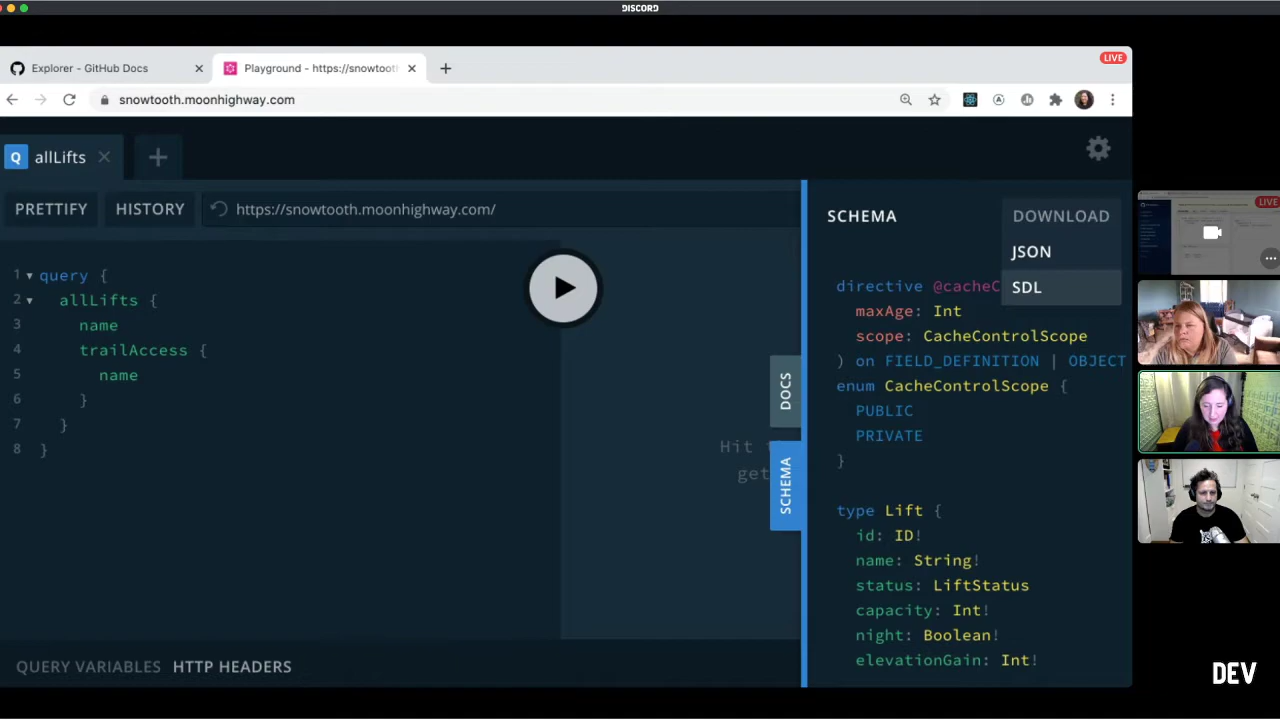 DISCORD
Explorer - GitHub Docs
Playground - https://snowtooth
LIVE
snowtooth.moonhighway.com
Q allLifts
PRETTIFY
HISTORY
https://snowtooth.moonhighway.com/
1 query {
2 allLifts {
3 name
4 trailAccess {
5 name
6 }
7 }
8 }
Hit
get
DOCS
SCHEMA
SCHEMA
DOWNLOAD
JSON
SDL
directive @cacheC
maxAge: Int
scope: CacheControlScope
) on FIELD_DEFINITION | OBJECT
enum CacheControlScope {
PUBLIC
PRIVATE
}
type Lift {
id: ID!
name: String!
status: LiftStatus
capacity: Int!
night: Boolean!
elevationGain: Int!
QUERY VARIABLES
HTTP HEADERS
LIVE
DEV